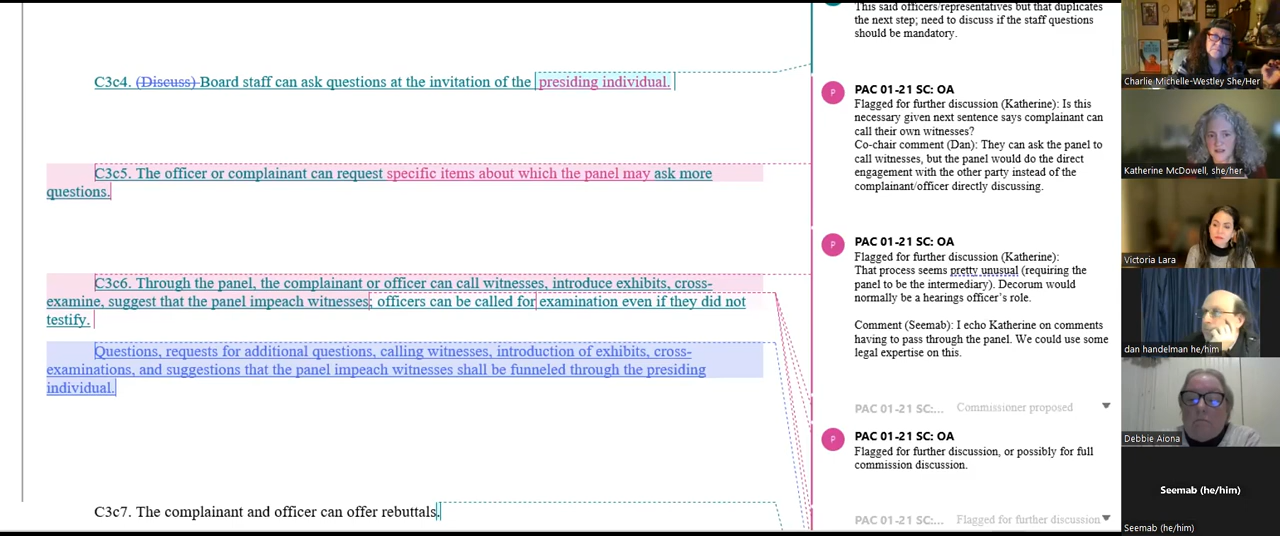 This said officers/representatives but that duplicates
the next step; need to discuss if the staff questions
should be mandatory.
C3c4. (Discuss) Board staff can ask questions at the invitation of the presiding individual.
P
PAC 01-21 SC: OA
Flagged for further discussion (Katherine): Is this
necessary given next sentence says complainant can
call their own witnesses?
Co-chair comment (Dan): They can ask the panel to
call witnesses, but the panel would do the direct
engagement with the other party instead of the
complainant/officer directly discussing.
C3c5. The officer or complainant can request specific items about which the panel may ask more
questions.
P
PAC 01-21 SC: OA
Flagged for further discussion (Katherine):
That process seems pretty unusual (requiring the
panel to be the intermediary). Decorum would
normally be a hearings officer's role.
Comment (Seemab): I echo Katherine on comments
having to pass through the panel. We could use some
legal expertise on this.
C3c6. Through the panel, the complainant or officer can call witnesses, introduce exhibits, cross-
examine, suggest that the panel impeach witnesses; officers can be called for examination even if they did not
testify.
Questions, requests for additional questions, calling witnesses, introduction of exhibits, cross-
examinations, and suggestions that the panel impeach witnesses shall be funneled through the presiding
individual.
PAC 01-21 SC:... Commissioner proposed
P
PAC 01-21 SC: OA
Flagged for further discussion, or possibly for full
commission discussion.
C3c7. The complainant and officer can offer rebuttals.
PAC 01-21 SC:... Flagged for further discussion
Charlie Michelle-Westley She/Her
Katherine McDowell, she/her
Victoria Lara
dan handelman he/him
Debbie Aiona
Seemab (he/him)
Seemab (he/him)